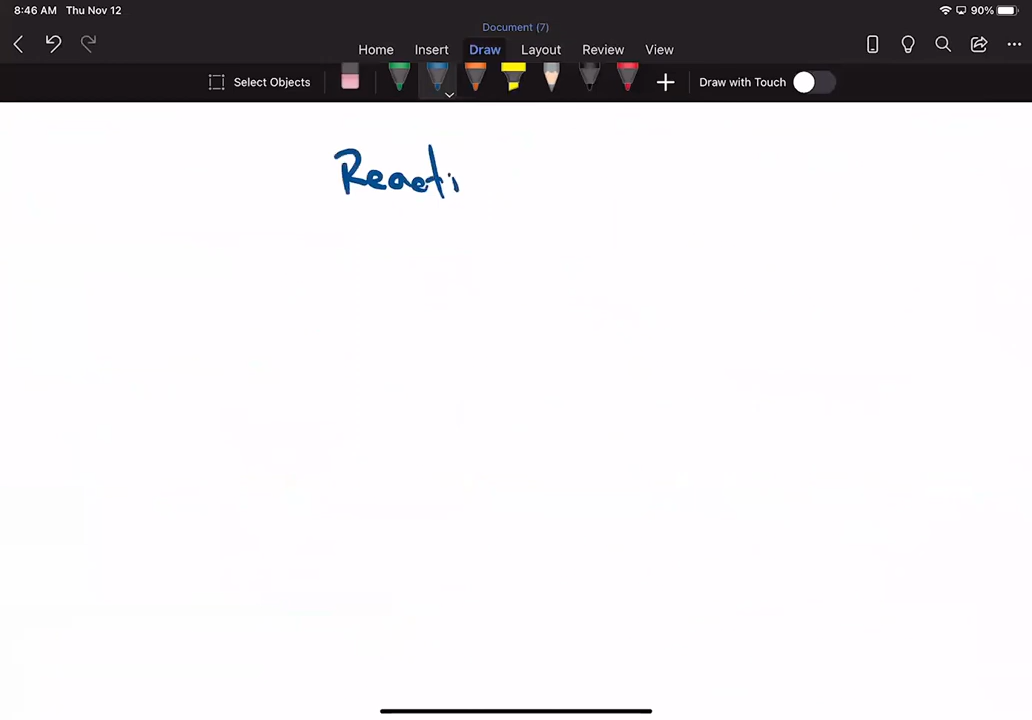 8:46 AM Thu Nov 12 90%
Document (7)
Home Insert Draw Layout Review View
Select Objects Draw with Touch
Reacti